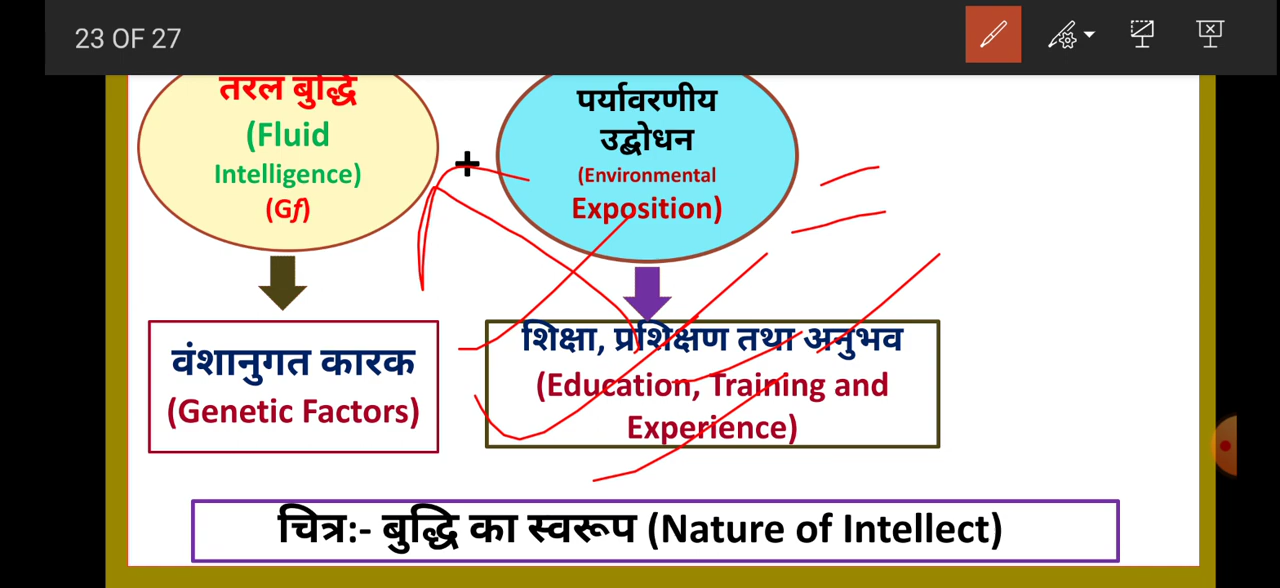 23 OF 27
तरल बुद्धि
(Fluid
Intelligence)
(Gf)
+
पर्यावरणीय
उद्बोधन
(Environmental
Exposition)
वंशानुगत कारक
(Genetic Factors)
शिक्षा, प्रशिक्षण तथा अनुभव
(Education, Training and
Experience)
चित्र:- बुद्धि का स्वरूप (Nature of Intellect)